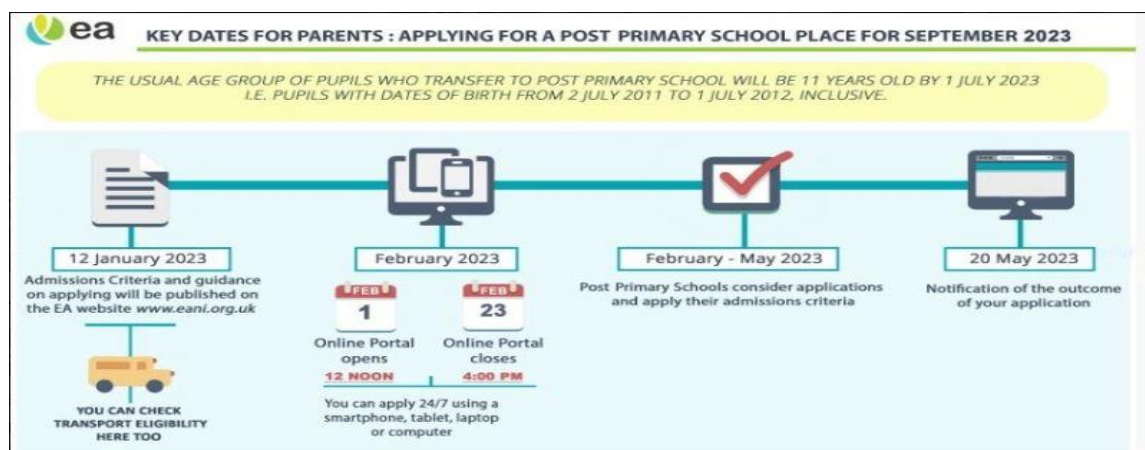 ea
KEY DATES FOR PARENTS : APPLYING FOR A POST PRIMARY SCHOOL PLACE FOR SEPTEMBER 2023
THE USUAL AGE GROUP OF PUPILS WHO TRANSFER TO POST PRIMARY SCHOOL WILL BE 11 YEARS OLD BY 1 JULY 2023
I.E. PUPILS WITH DATES OF BIRTH FROM 2 JULY 2011 TO 1 JULY 2012, INCLUSIVE.
12 January 2023
Admissions Criteria and guidance
on applying will be published on
the EA website www.eani.org.uk
YOU CAN CHECK
TRANSPORT ELIGIBILITY
HERE TOO
February 2023
FEB
1
Online Portal
opens
12 NOON
FEB
23
Online Portal
closes
4:00 PM
You can apply 24/7 using a
smartphone, tablet, laptop
or computer
February - May 2023
Post Primary Schools consider applications
and apply their admissions criteria
20 May 2023
Notification of the outcome
of your application